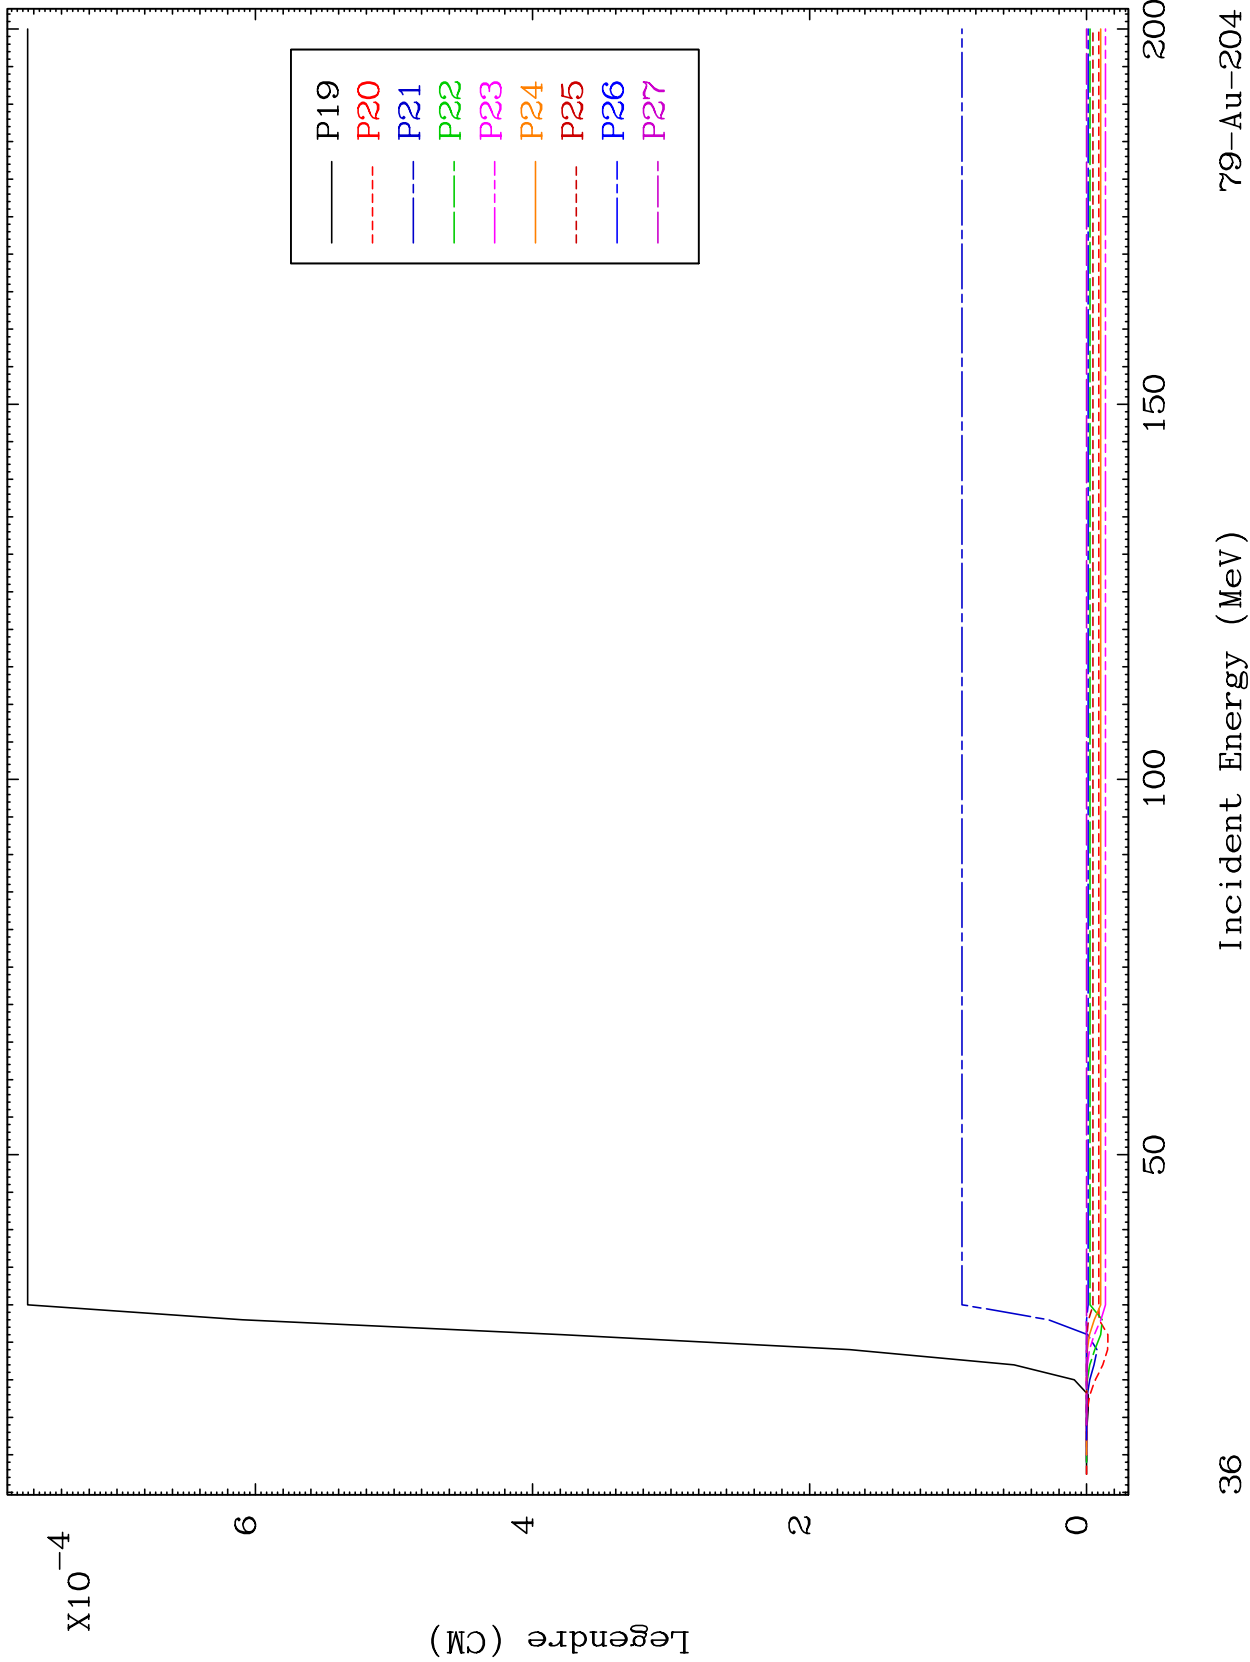 X10-4
Legendre (CM)
6
4
2
0
50
100
150
200
Incident Energy (MeV)
P19
P20
P21
P22
P23
P24
P25
P26
P27
36
79-Au-204